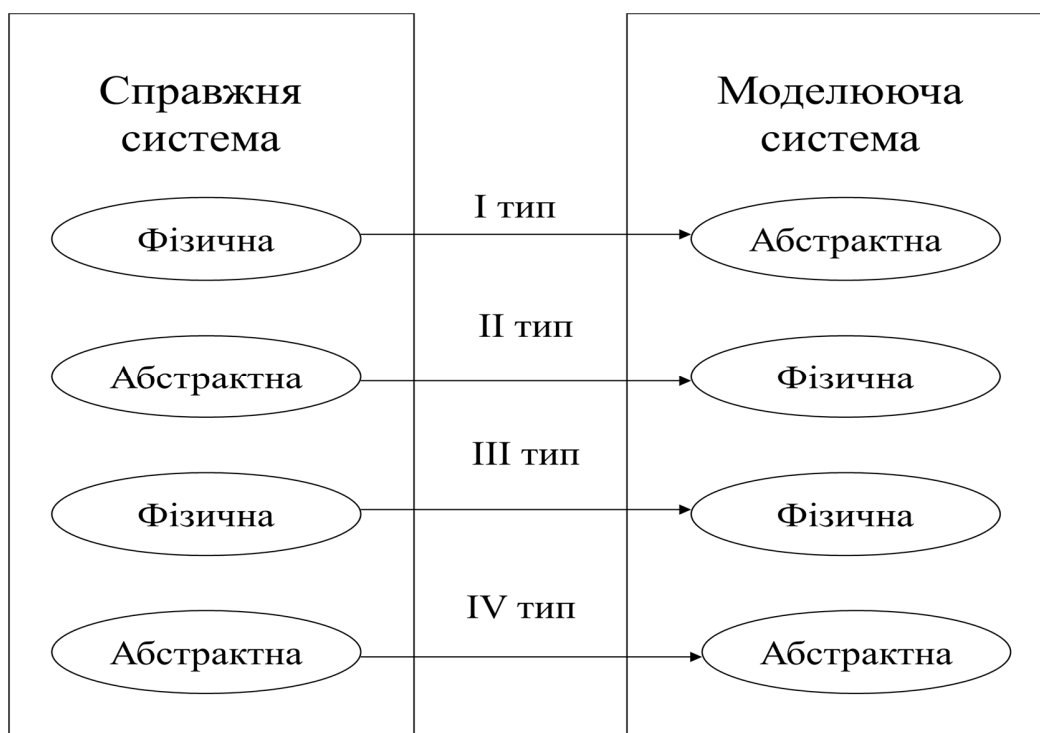 Справжня
система
Моделююча
система
I тип
Фізична
Абстрактна
II тип
Абстрактна
Фізична
III тип
Фізична
Фізична
IV тип
Абстрактна
Абстрактна